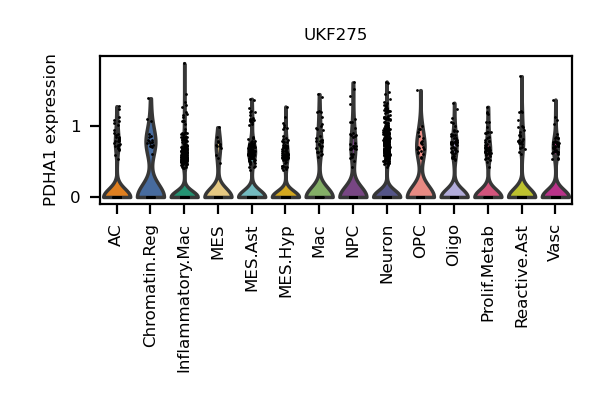 UKF275
PDHA1 expression
1
0
AC
Chromatin.Reg
Inflammatory.Mac
MES
MES.Ast
MES.Hyp
Mac
NPC
Neuron
OPC
Oligo
Prolif.Metab
Reactive.Ast
Vasc